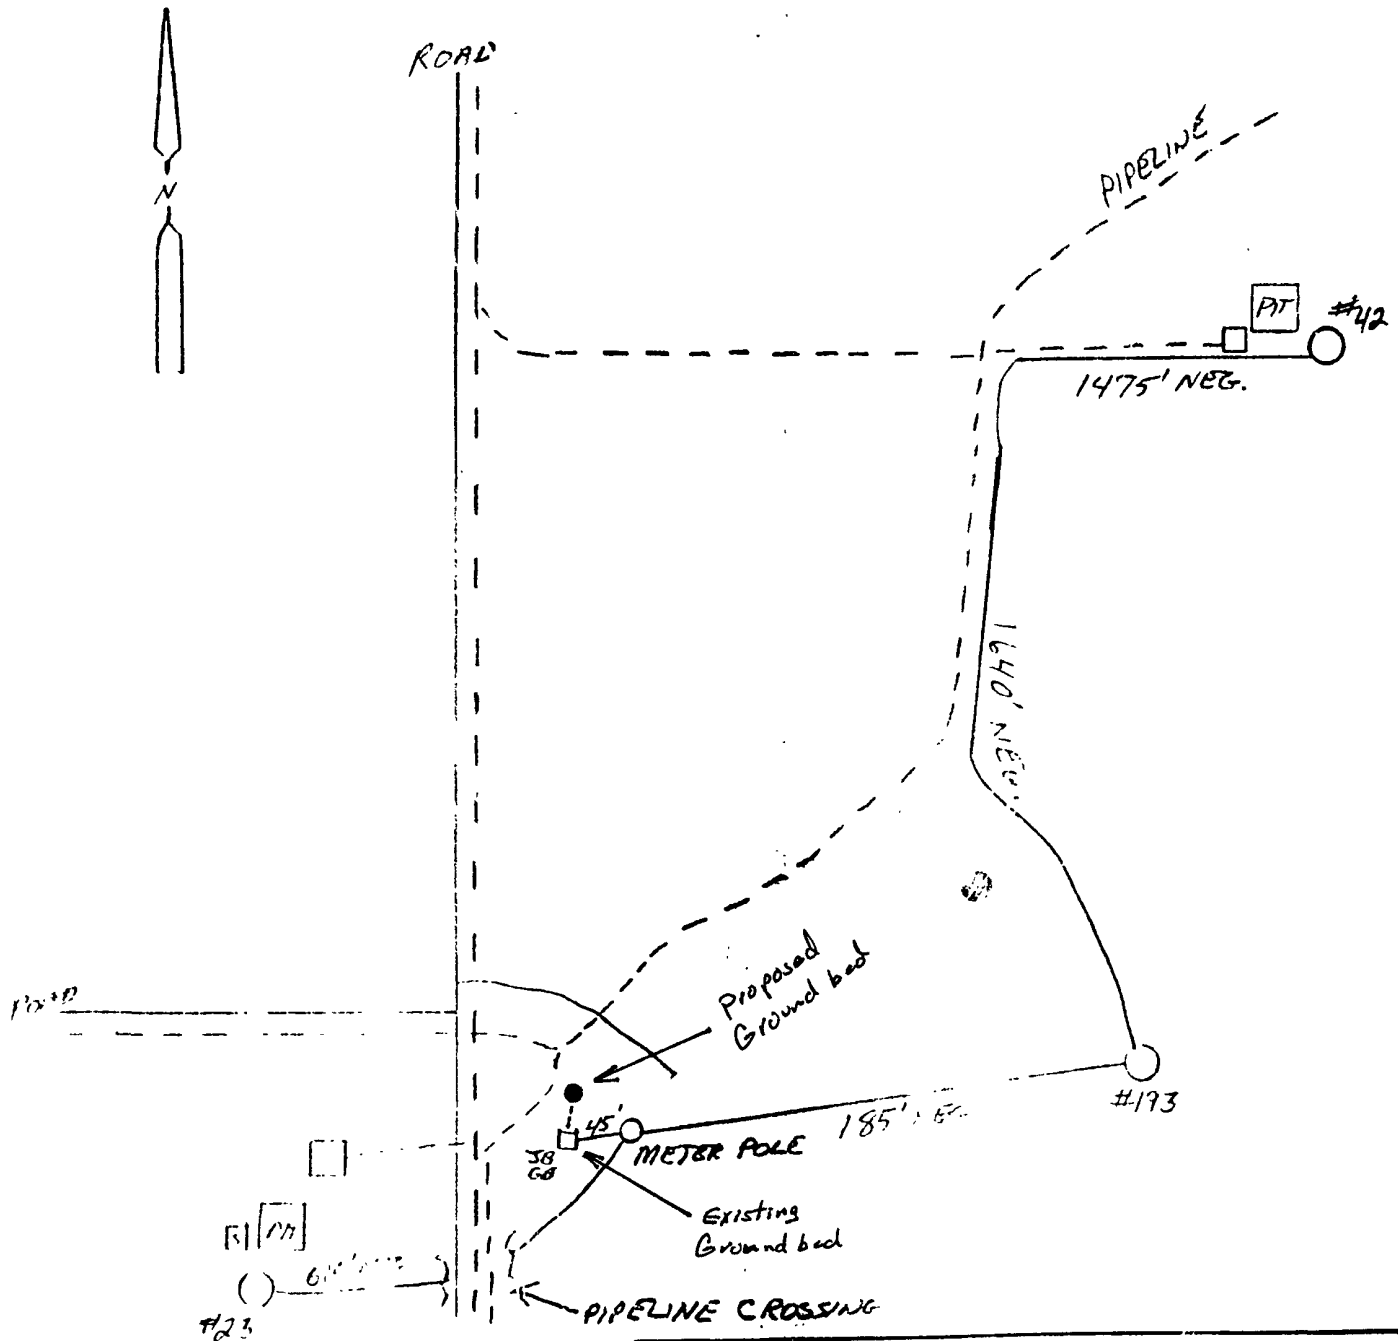 ROAD
N
PIPELINE
PIT
#42
1475' NEG.
1640' NEG.
Proposed
Ground bed
#193
185'
45'
METER POLE
JB
GB
Existing
Ground bed
PIPELINE CROSSING
#23